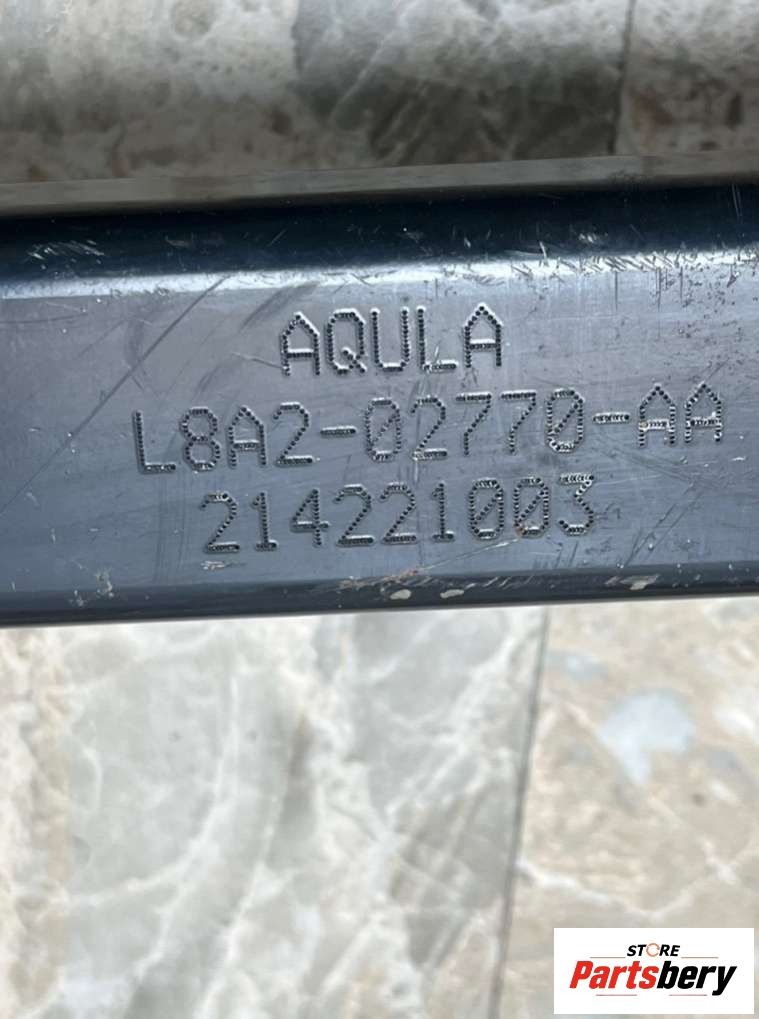 AQULA
L8A2-02770-AA
214221003
STORE
Partsbery